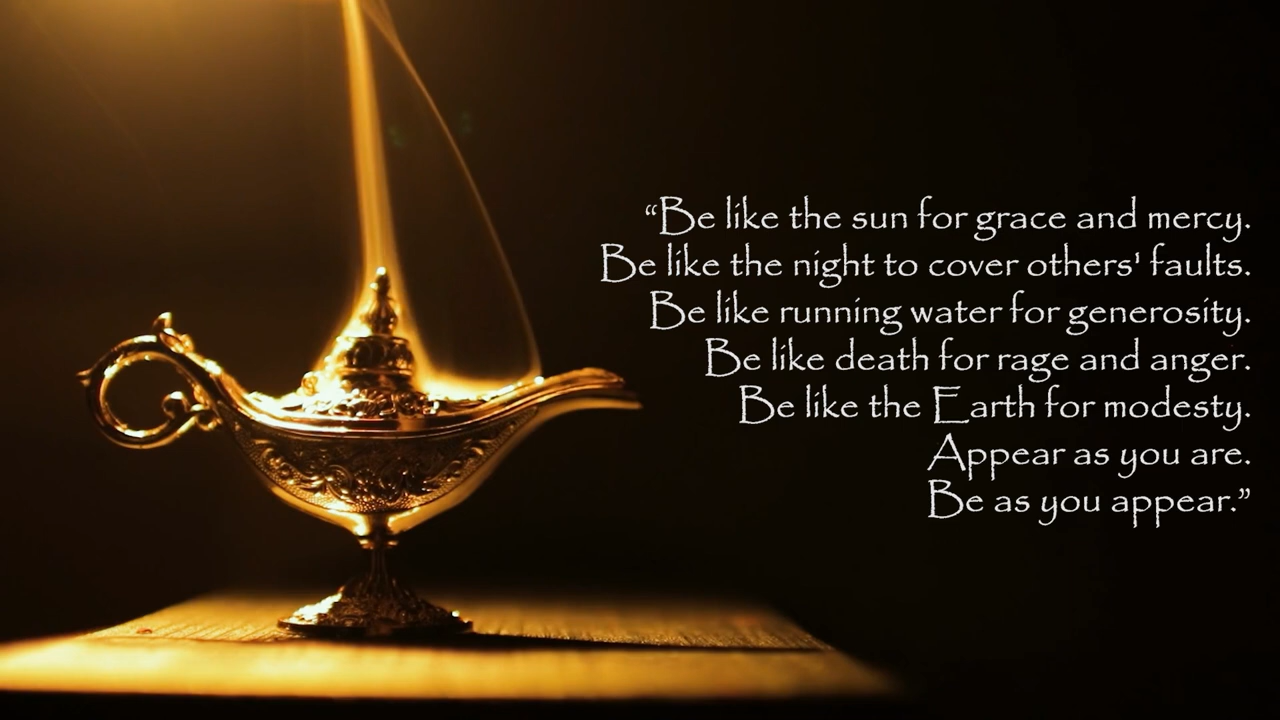 “Be like the sun for grace and mercy.
Be like the night to cover others' faults.
Be like running water for generosity.
Be like death for rage and anger.
Be like the Earth for modesty.
Appear as you are.
Be as you appear.”